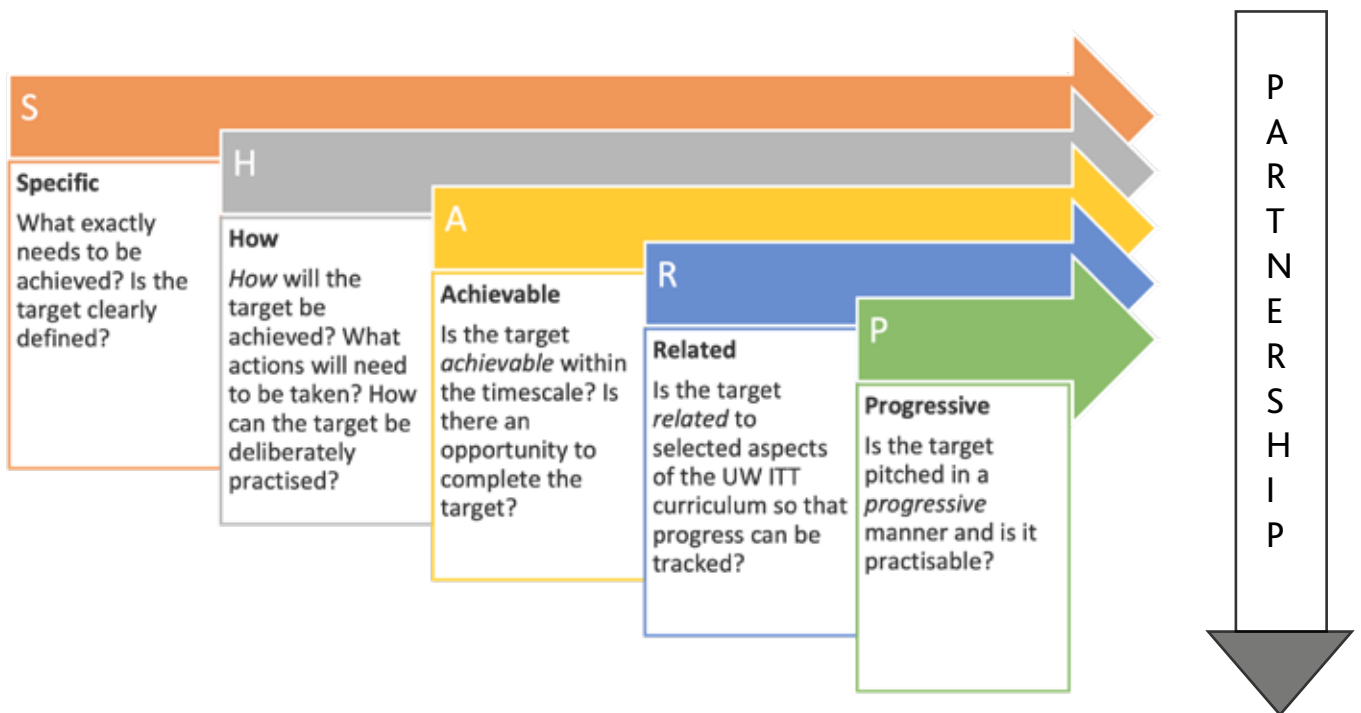 S
Specific
What exactly
needs to be
achieved? Is the
target clearly
defined?
H
How
How will the
target be
achieved? What
actions will need
to be taken? How
can the target be
deliberately
practised?
A
Achievable
Is the target
achievable within
the timescale? Is
there an
opportunity to
complete the
target?
R
Related
Is the target
related to
selected aspects
of the UW ITT
curriculum so that
progress can be
tracked?
P
Progressive
Is the target
pitched in a
progressive
manner and is it
practisable?
P
A
R
T
N
E
R
S
H
I
P